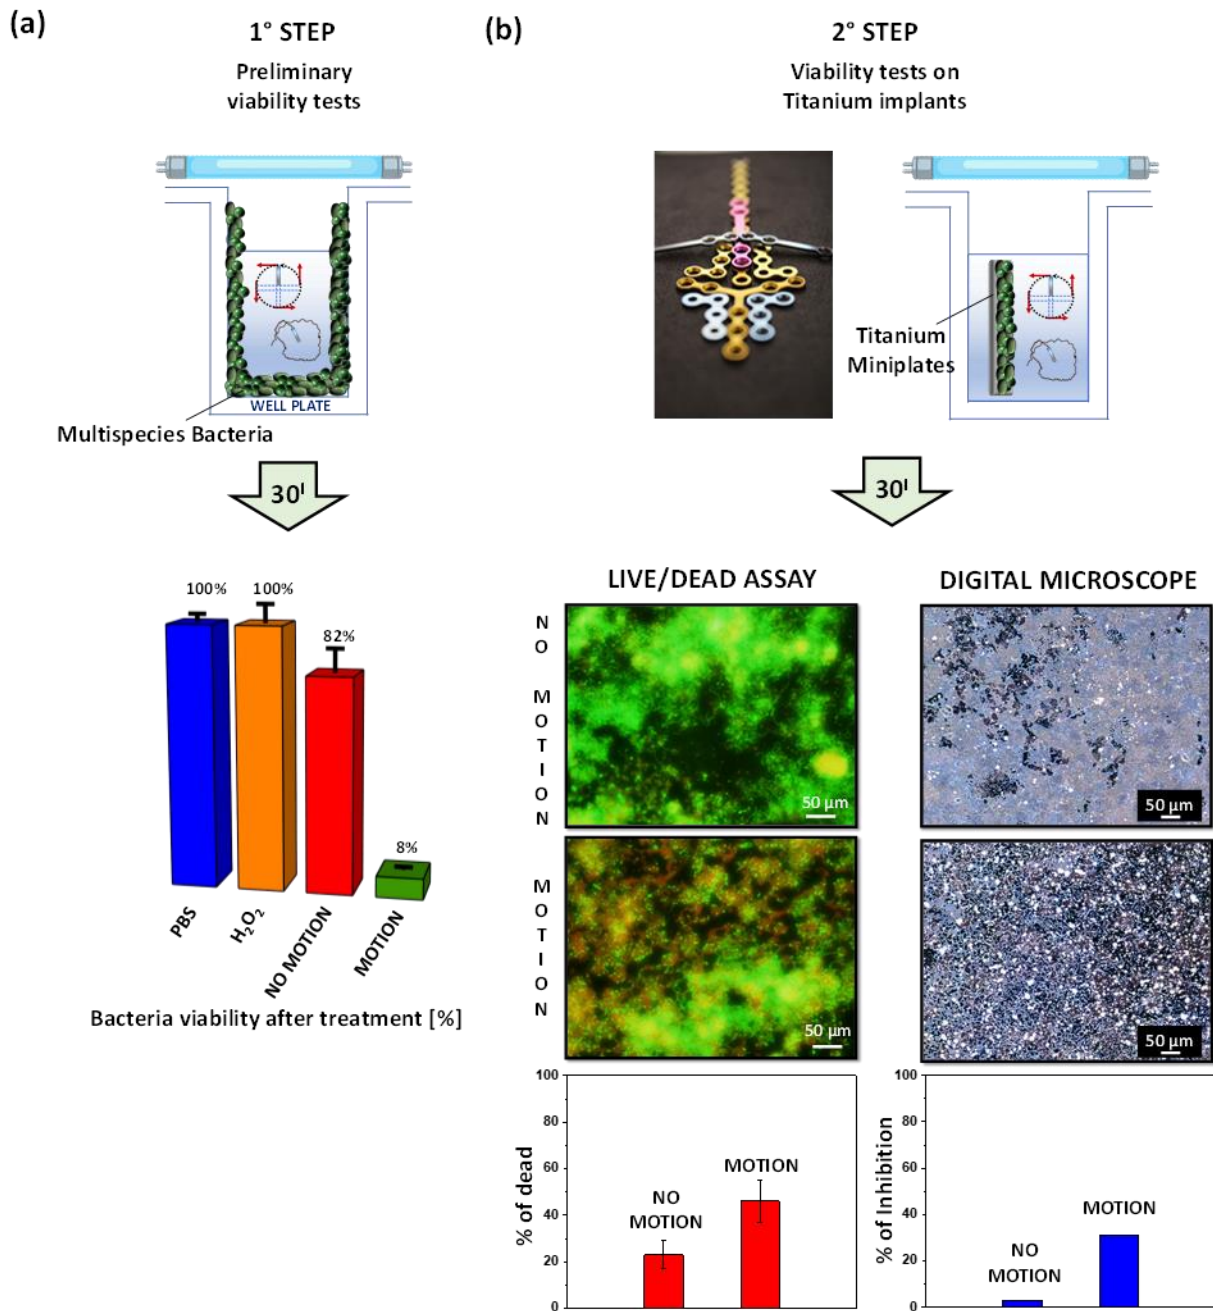 (a)
1° STEP
Preliminary
viability tests
WELL PLATE
Multispecies Bacteria
30ᴵ
100%
100%
82%
8%
PBS
H₂O₂
NO MOTION
MOTION
Bacteria viability after treatment [%]
(b)
2° STEP
Viability tests on
Titanium implants
Titanium
Miniplates
30ᴵ
LIVE/DEAD ASSAY
DIGITAL MICROSCOPE
NO MOTION
50 µm
50 µm
MOTION
50 µm
50 µm
% of dead
100
80
60
40
20
0
NO
MOTION
MOTION
% of Inhibition
100
80
60
40
20
0
NO
MOTION
MOTION